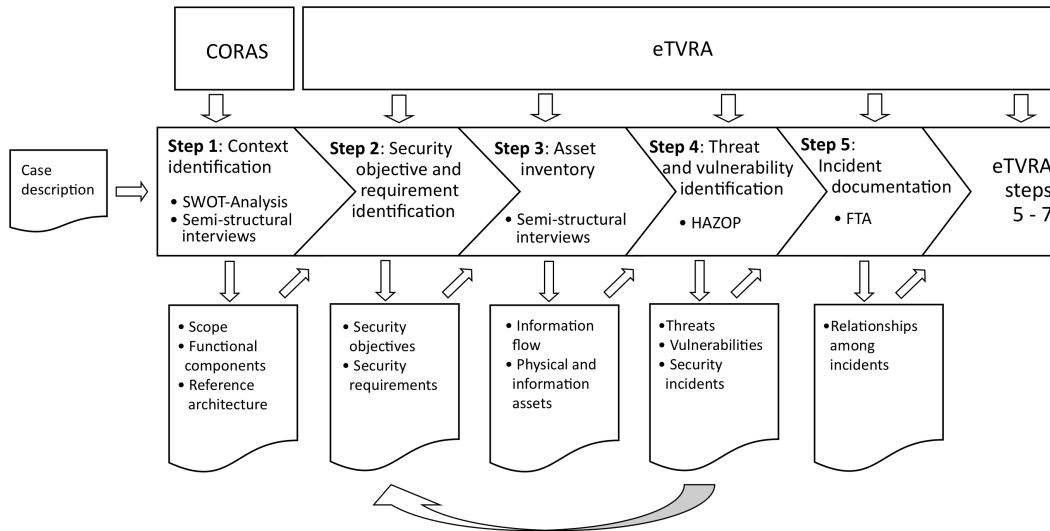 CORAS
eTVRA
Case
description
Step 1: Context
identification
• SWOT-Analysis
• Semi-structural
interviews
Step 2: Security
objective and
requirement
identification
Step 3: Asset
inventory
• Semi-structural
interviews
Step 4: Threat
and vulnerability
identification
• HAZOP
Step 5:
Incident
documentation
• FTA
eTVRA
steps
5 - 7
• Scope
• Functional
components
• Reference
architecture
• Security
objectives
• Security
requirements
• Information
flow
• Physical and
information
assets
• Threats
• Vulnerabilities
• Security
incidents
• Relationships
among
incidents